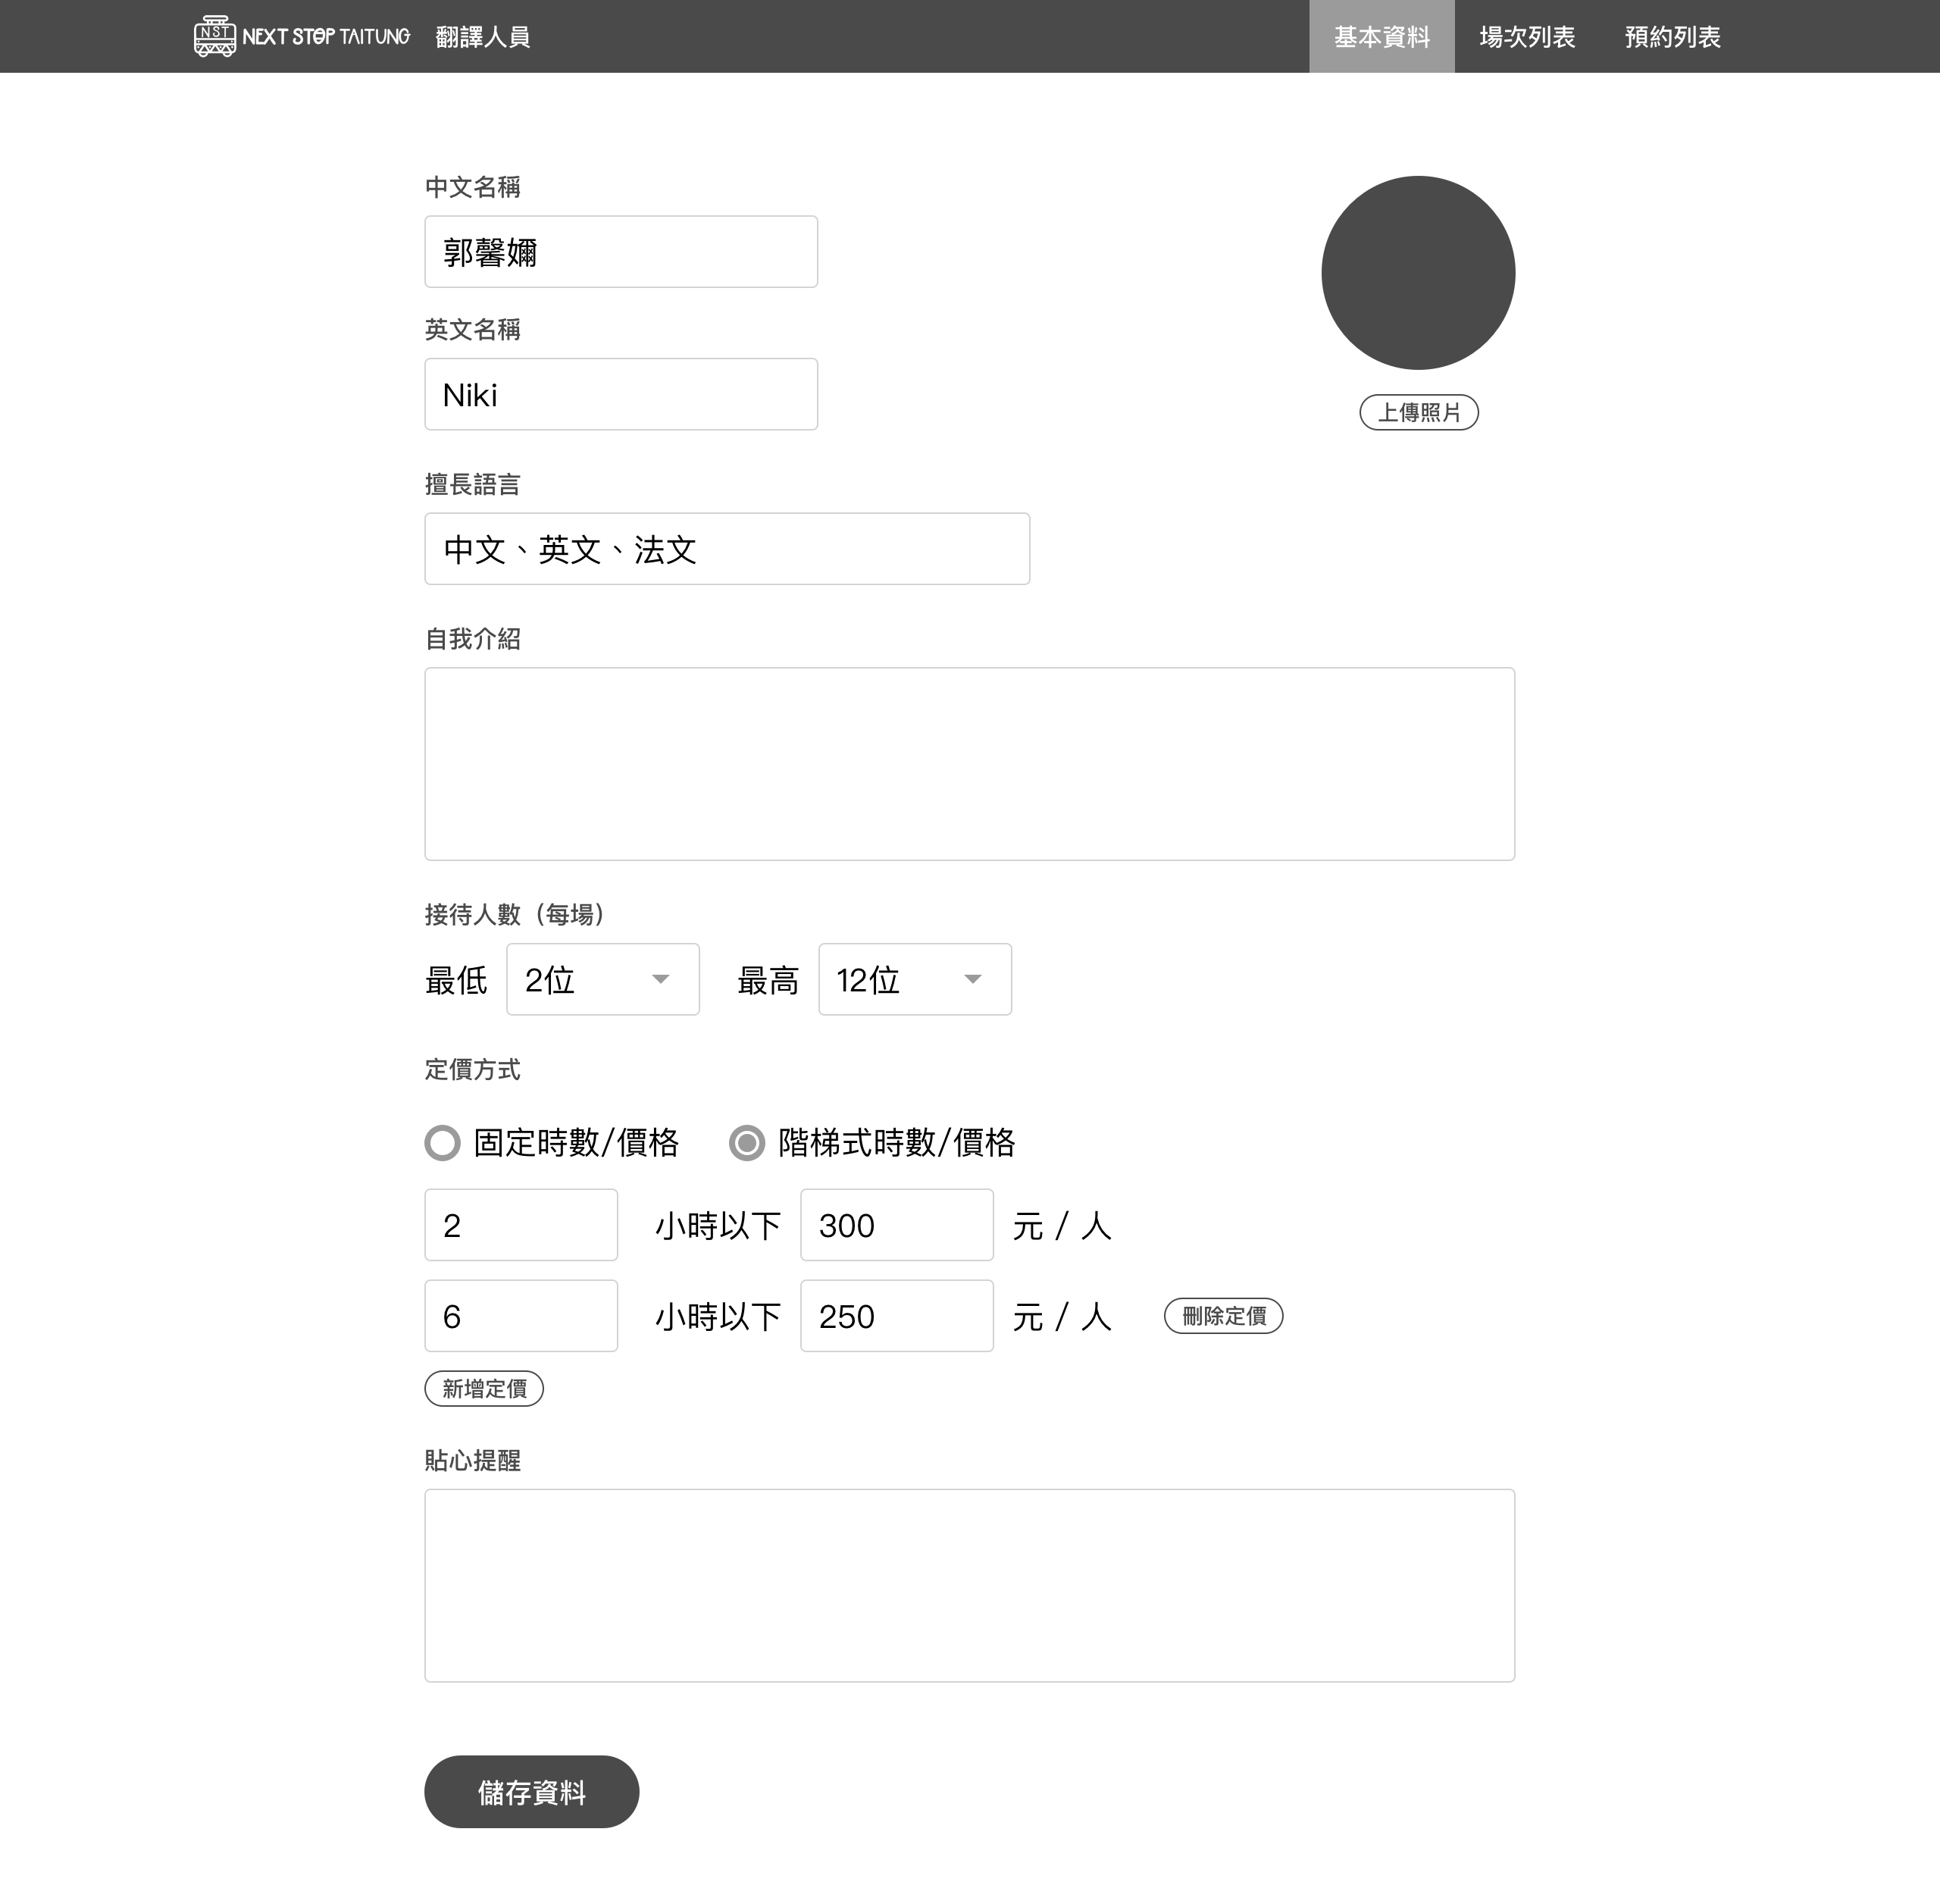 NST NEXT STOP TAITUNG 翻譯人員 基本資料 場次列表 預約列表
中文名稱
郭馨嬭
英文名稱
Niki
上傳照片
擅長語言
中文、英文、法文
自我介紹
接待人數（每場）
最低 2位 最高 12位
定價方式
固定時數/價格 階梯式時數/價格
2 小時以下 300 元 / 人
6 小時以下 250 元 / 人 刪除定價
新增定價
貼心提醒
儲存資料